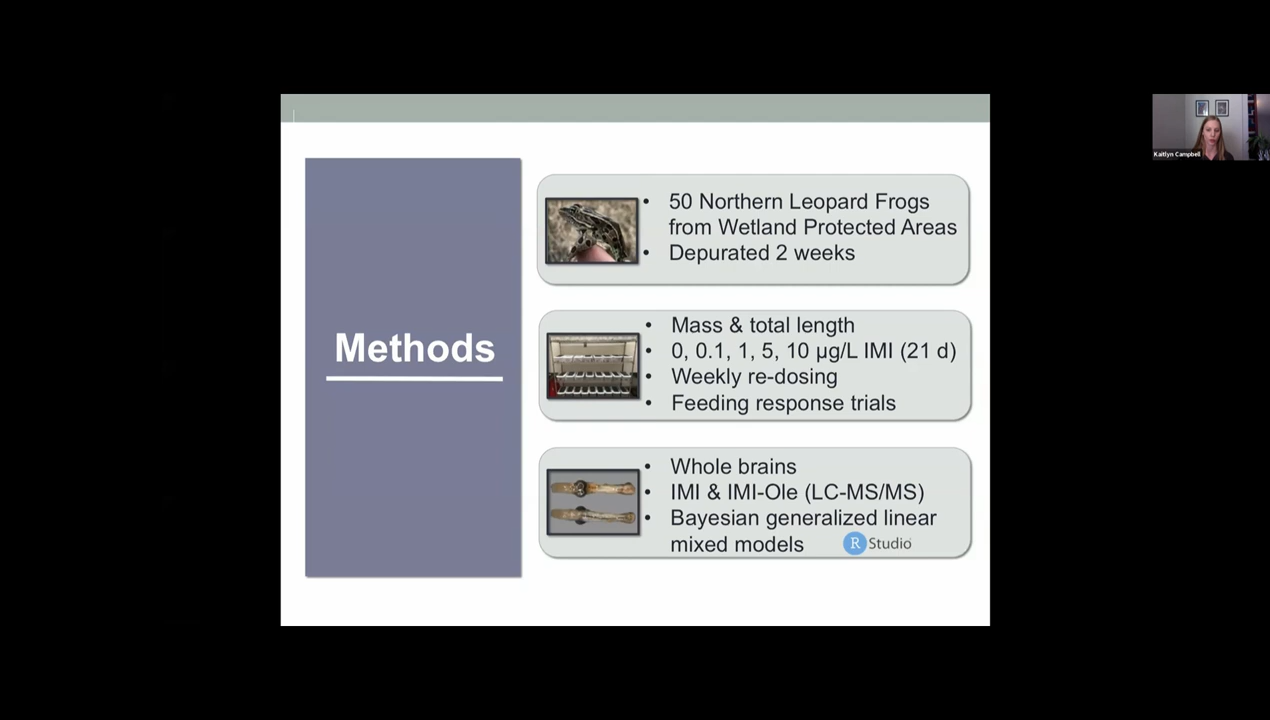 Methods
• 50 Northern Leopard Frogs
from Wetland Protected Areas
• Depurated 2 weeks
• Mass & total length
• 0, 0.1, 1, 5, 10 µg/L IMI (21 d)
• Weekly re-dosing
• Feeding response trials
• Whole brains
• IMI & IMI-Ole (LC-MS/MS)
• Bayesian generalized linear
mixed models
R Studio
Kaitlyn Campbell